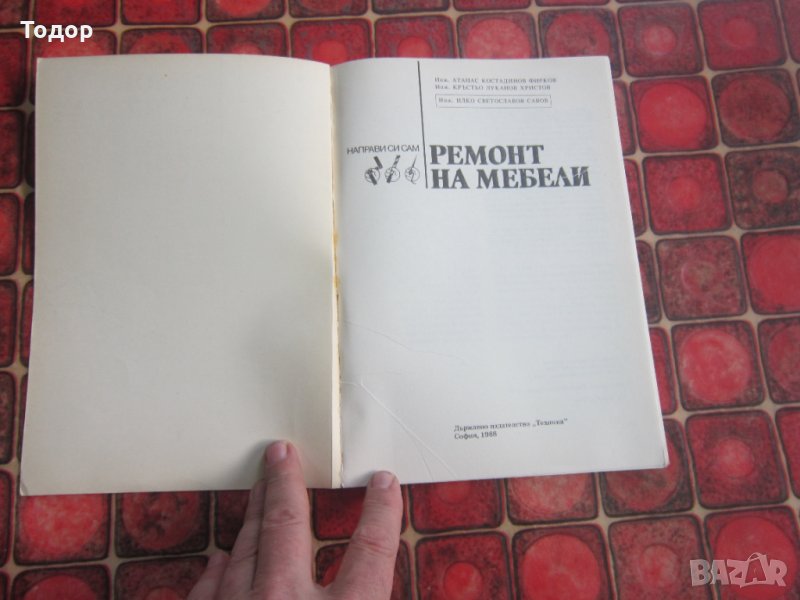 Тодор
Инж. АТАНАС КОСТАДИНОВ ФИРКОВ
Инж. КРЪСТЮ ЛУКАНОВ ХРИСТОВ
Инж. ИЛКО СВЕТОСЛАВОВ САВОВ
НАПРАВИ СИ САМ
РЕМОНТ
НА МЕБЕЛИ
Държавно издателство „Техника"
София, 1988
BAZAR